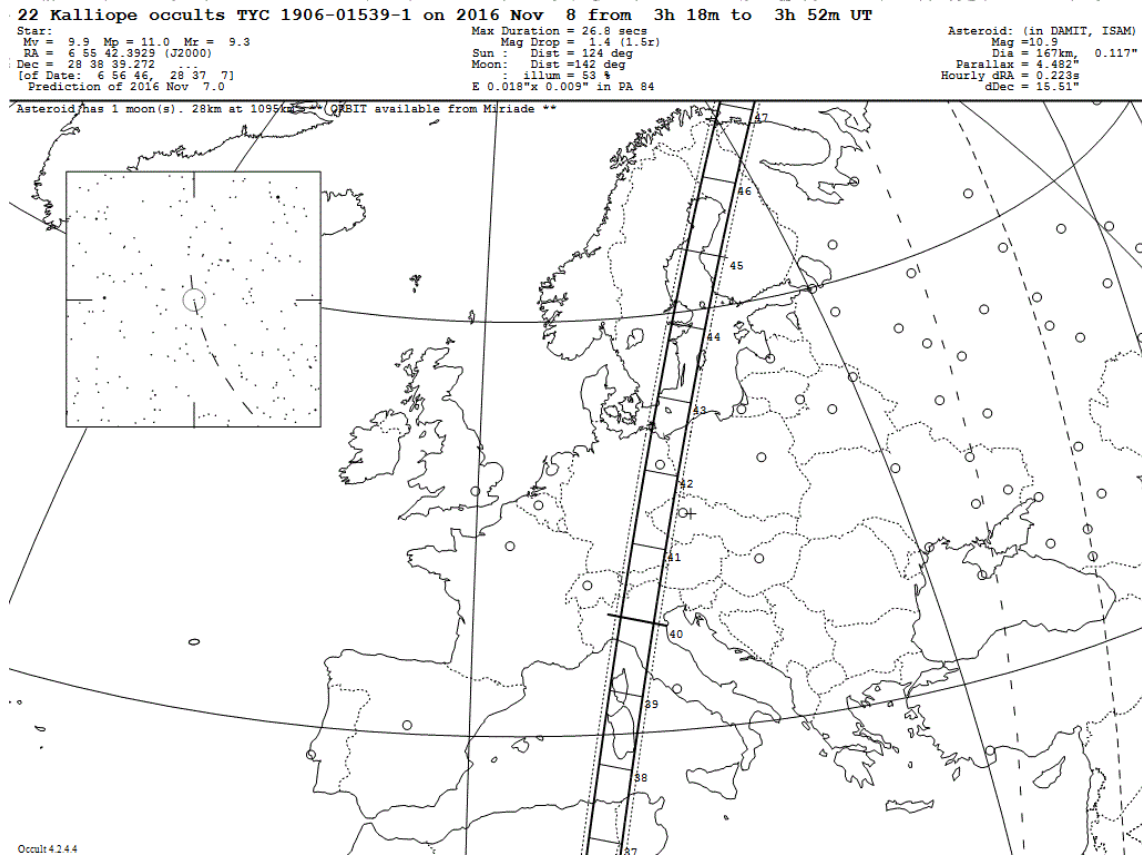 22 Kalliope occults TYC 1906-01539-1 on 2016 Nov  8 from  3h 18m to  3h 52m UT
Star:
Mv =  9.9  Mp = 11.0  Mr =  9.3
RA =  6 55 42.3929 (J2000)
Dec =  28 38 39.272   ...
[of Date:  6 56 46,  28 37  7]
Prediction of 2016 Nov  7.0
Max Duration = 26.8 secs
Mag Drop =  1.4 (1.5r)
Sun :   Dist = 124 deg
Moon:   Dist =142 deg
:  illum = 53 %
E 0.018"x 0.009" in PA 84
Asteroid: (in DAMIT, ISAM)
Mag =10.9
Dia = 167km,  0.117"
Parallax = 4.482"
Hourly dRA = 0.223s
dDec = 15.51"
Asteroid has 1 moon(s). 28km at 1095km ** ORBIT available from Miriade **
47
46
45
44
43
42
41
40
39
38
37
Occult 4.2.4.4